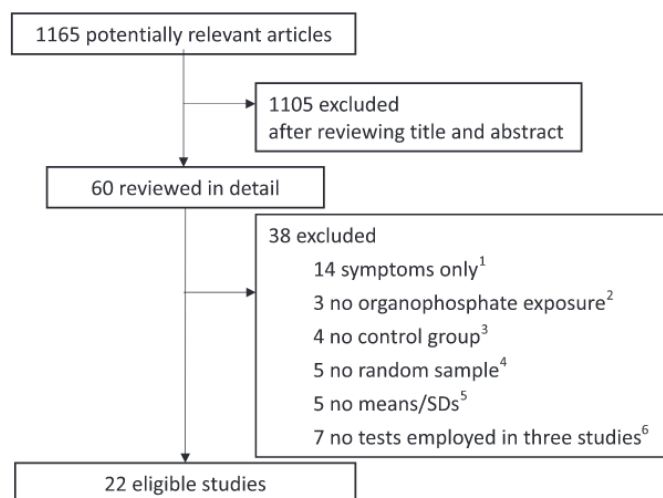 1165 potentially relevant articles
1105 excluded
after reviewing title and abstract
60 reviewed in detail
38 excluded
14 symptoms only¹
3 no organophosphate exposure²
4 no control group³
5 no random sample⁴
5 no means/SDs⁵
7 no tests employed in three studies⁶
22 eligible studies